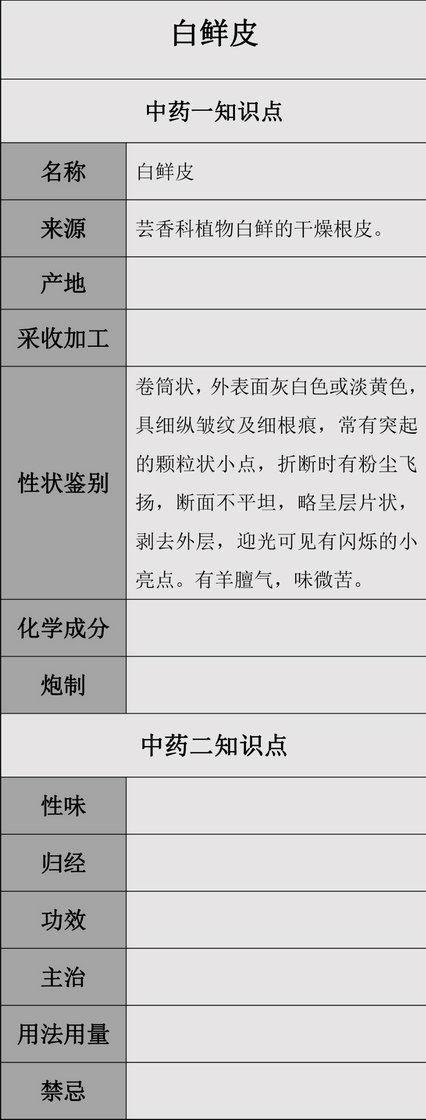 白鲜皮
中药一知识点
名称 白鲜皮
来源 芸香科植物白鲜的干燥根皮。
产地
采收加工
性状鉴别
卷筒状，外表面灰白色或淡黄色，
具细纵皱纹及细根痕，常有突起
的颗粒状小点，折断时有粉尘飞
扬，断面不平坦，略呈层片状，
剥去外层，迎光可见有闪烁的小
亮点。有羊膻气，味微苦。
化学成分
炮制
中药二知识点
性味
归经
功效
主治
用法用量
禁忌